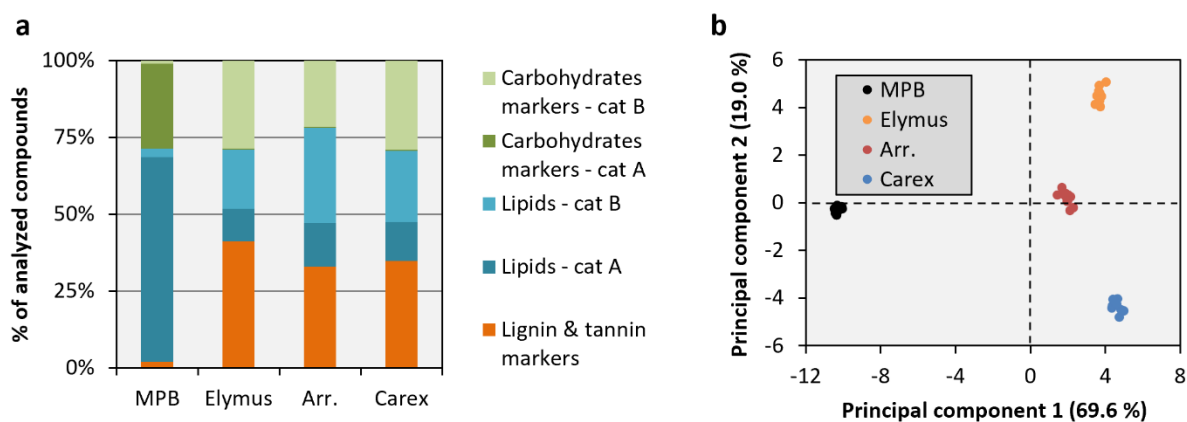 a
% of analyzed compounds
100%
75%
50%
25%
0%
MPB Elymus Arr. Carex
Carbohydrates
markers - cat B
Carbohydrates
markers - cat A
Lipids - cat B
Lipids - cat A
Lignin & tannin
markers
b
Principal component 2 (19.0 %)
6
4
2
0
-2
-4
-6
MPB
Elymus
Arr.
Carex
-12 -8 -4 0 4 8
Principal component 1 (69.6 %)